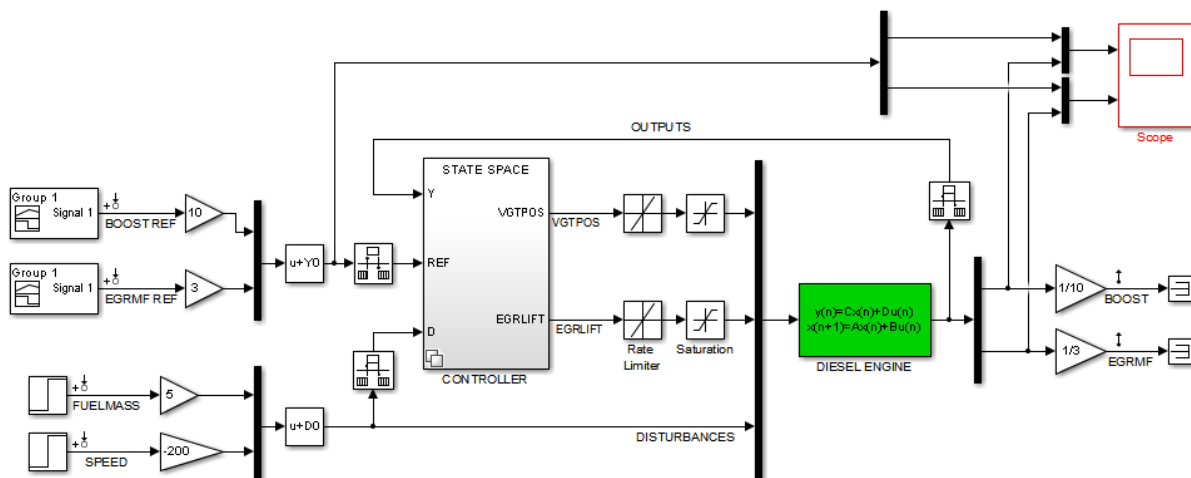 OUTPUTS
Scope
STATE SPACE
Y
REF
D
VGTPOS
EGRLIFT
CONTROLLER
Group 1
Signal 1
BOOST REF
10
Group 1
Signal 1
EGRMF REF
3
u+Y0
VGTPOS
EGRLIFT
Rate
Limiter
Saturation
y(n)=Cx(n)+Du(n)
x(n+1)=Ax(n)+Bu(n)
DIESEL ENGINE
1/10
BOOST
1/3
EGRMF
FUELMASS
5
SPEED
-200
u+D0
DISTURBANCES